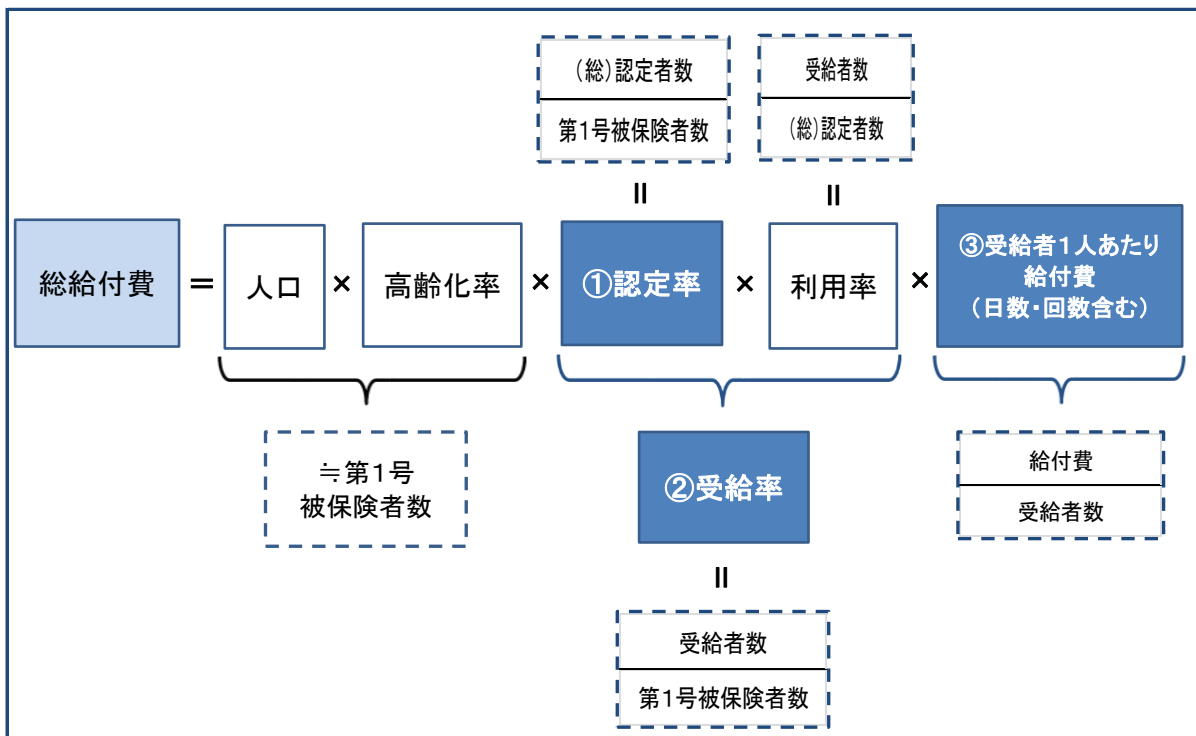 (総)認定者数
第1号被保険者数
受給者数
(総)認定者数
=
=
総給付費
=
人口
×
高齢化率
×
①認定率
×
利用率
×
③受給者1人あたり
給付費
(日数・回数含む)
≒第1号
被保険者数
②受給率
給付費
受給者数
=
受給者数
第1号被保険者数